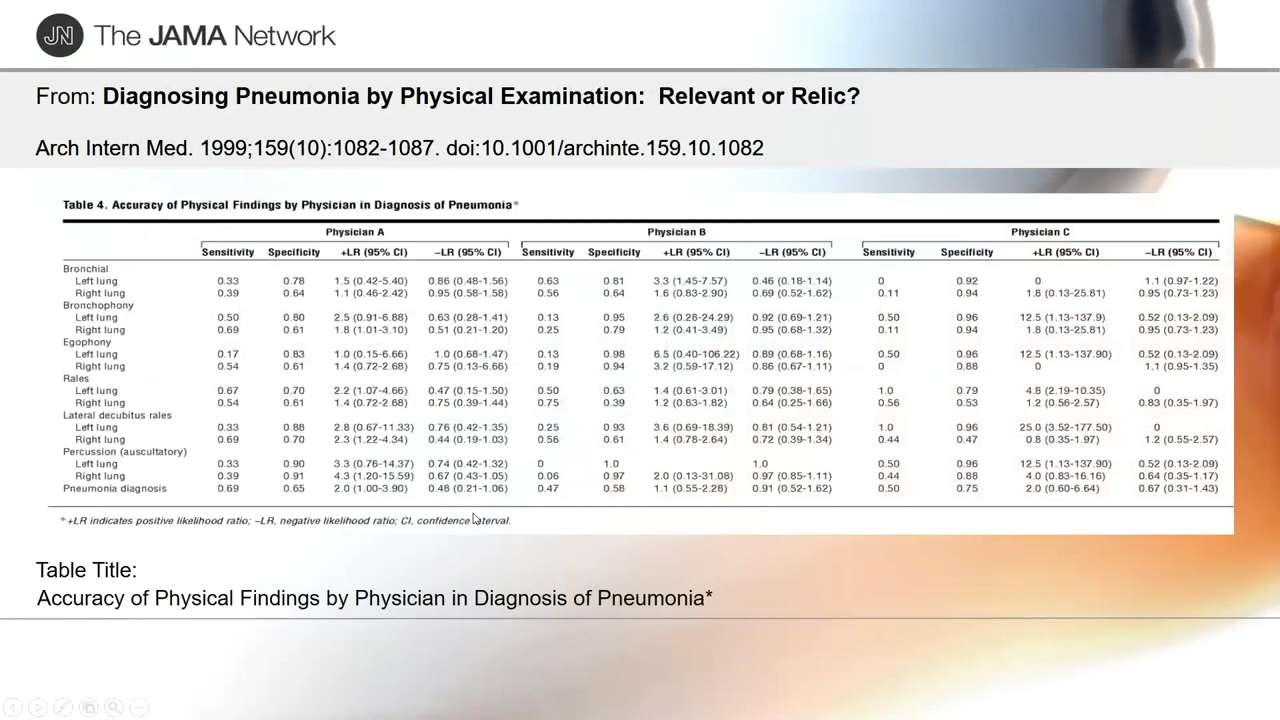 JN The JAMA Network
From: Diagnosing Pneumonia by Physical Examination: Relevant or Relic?
Arch Intern Med. 1999;159(10):1082-1087. doi:10.1001/archinte.159.10.1082
Table 4. Accuracy of Physical Findings by Physician in Diagnosis of Pneumonia*
Physician A Physician B Physician C
Sensitivity Specificity +LR (95% CI) −LR (95% CI) Sensitivity Specificity +LR (95% CI) −LR (95% CI) Sensitivity Specificity +LR (95% CI) −LR (95% CI)
Bronchial
Left lung 0.33 0.78 1.5 (0.42-5.40) 0.86 (0.48-1.56) 0.63 0.81 3.3 (1.45-7.57) 0.46 (0.18-1.14) 0 0.92 0 1.1 (0.97-1.22)
Right lung 0.39 0.64 1.1 (0.46-2.42) 0.95 (0.58-1.58) 0.56 0.64 1.6 (0.83-2.90) 0.69 (0.52-1.62) 0.11 0.94 1.8 (0.13-25.81) 0.95 (0.73-1.23)
Bronchophony
Left lung 0.50 0.80 2.5 (0.91-6.88) 0.63 (0.28-1.41) 0.13 0.95 2.6 (0.28-24.29) 0.92 (0.69-1.21) 0.50 0.96 12.5 (1.13-137.9) 0.52 (0.13-2.09)
Right lung 0.69 0.61 1.8 (1.01-3.10) 0.51 (0.21-1.20) 0.25 0.79 1.2 (0.41-3.49) 0.95 (0.68-1.32) 0.11 0.94 1.8 (0.13-25.81) 0.95 (0.73-1.23)
Egophony
Left lung 0.17 0.83 1.0 (0.15-6.66) 1.0 (0.68-1.47) 0.13 0.98 6.5 (0.40-106.22) 0.89 (0.68-1.16) 0.50 0.96 12.5 (1.13-137.90) 0.52 (0.13-2.09)
Right lung 0.54 0.61 1.4 (0.72-2.68) 0.75 (0.13-6.66) 0.19 0.94 3.2 (0.59-17.12) 0.86 (0.67-1.11) 0 0.88 0 1.1 (0.95-1.35)
Rales
Left lung 0.67 0.70 2.2 (1.07-4.66) 0.47 (0.15-1.50) 0.50 0.63 1.4 (0.61-3.01) 0.79 (0.38-1.65) 1.0 0.79 4.8 (2.19-10.35) 0
Right lung 0.54 0.61 1.4 (0.72-2.68) 0.75 (0.39-1.44) 0.75 0.39 1.2 (0.83-1.82) 0.64 (0.25-1.66) 0.56 0.53 1.2 (0.56-2.57) 0.83 (0.35-1.97)
Lateral decubitus rales
Left lung 0.33 0.88 2.8 (0.67-11.33) 0.76 (0.42-1.35) 0.25 0.93 3.6 (0.69-18.39) 0.81 (0.54-1.21) 1.0 0.96 25.0 (3.52-177.50) 0
Right lung 0.69 0.70 2.3 (1.22-4.34) 0.44 (0.19-1.03) 0.56 0.61 1.4 (0.78-2.64) 0.72 (0.39-1.34) 0.44 0.47 0.8 (0.35-1.97) 1.2 (0.55-2.57)
Percussion (auscultatory)
Left lung 0.33 0.90 3.3 (0.76-14.37) 0.74 (0.42-1.32) 0 1.0 1.0 0.50 0.96 12.5 (1.13-137.90) 0.52 (0.13-2.09)
Right lung 0.39 0.91 4.3 (1.20-15.59) 0.67 (0.43-1.05) 0.06 0.97 2.0 (0.13-31.08) 0.97 (0.85-1.11) 0.44 0.88 4.0 (0.83-16.16) 0.64 (0.35-1.17)
Pneumonia diagnosis 0.69 0.65 2.0 (1.00-3.90) 0.48 (0.21-1.06) 0.47 0.58 1.1 (0.55-2.28) 0.91 (0.52-1.62) 0.50 0.75 2.0 (0.60-6.64) 0.67 (0.31-1.43)
*+LR indicates positive likelihood ratio; −LR, negative likelihood ratio; CI, confidence interval.
Table Title:
Accuracy of Physical Findings by Physician in Diagnosis of Pneumonia*